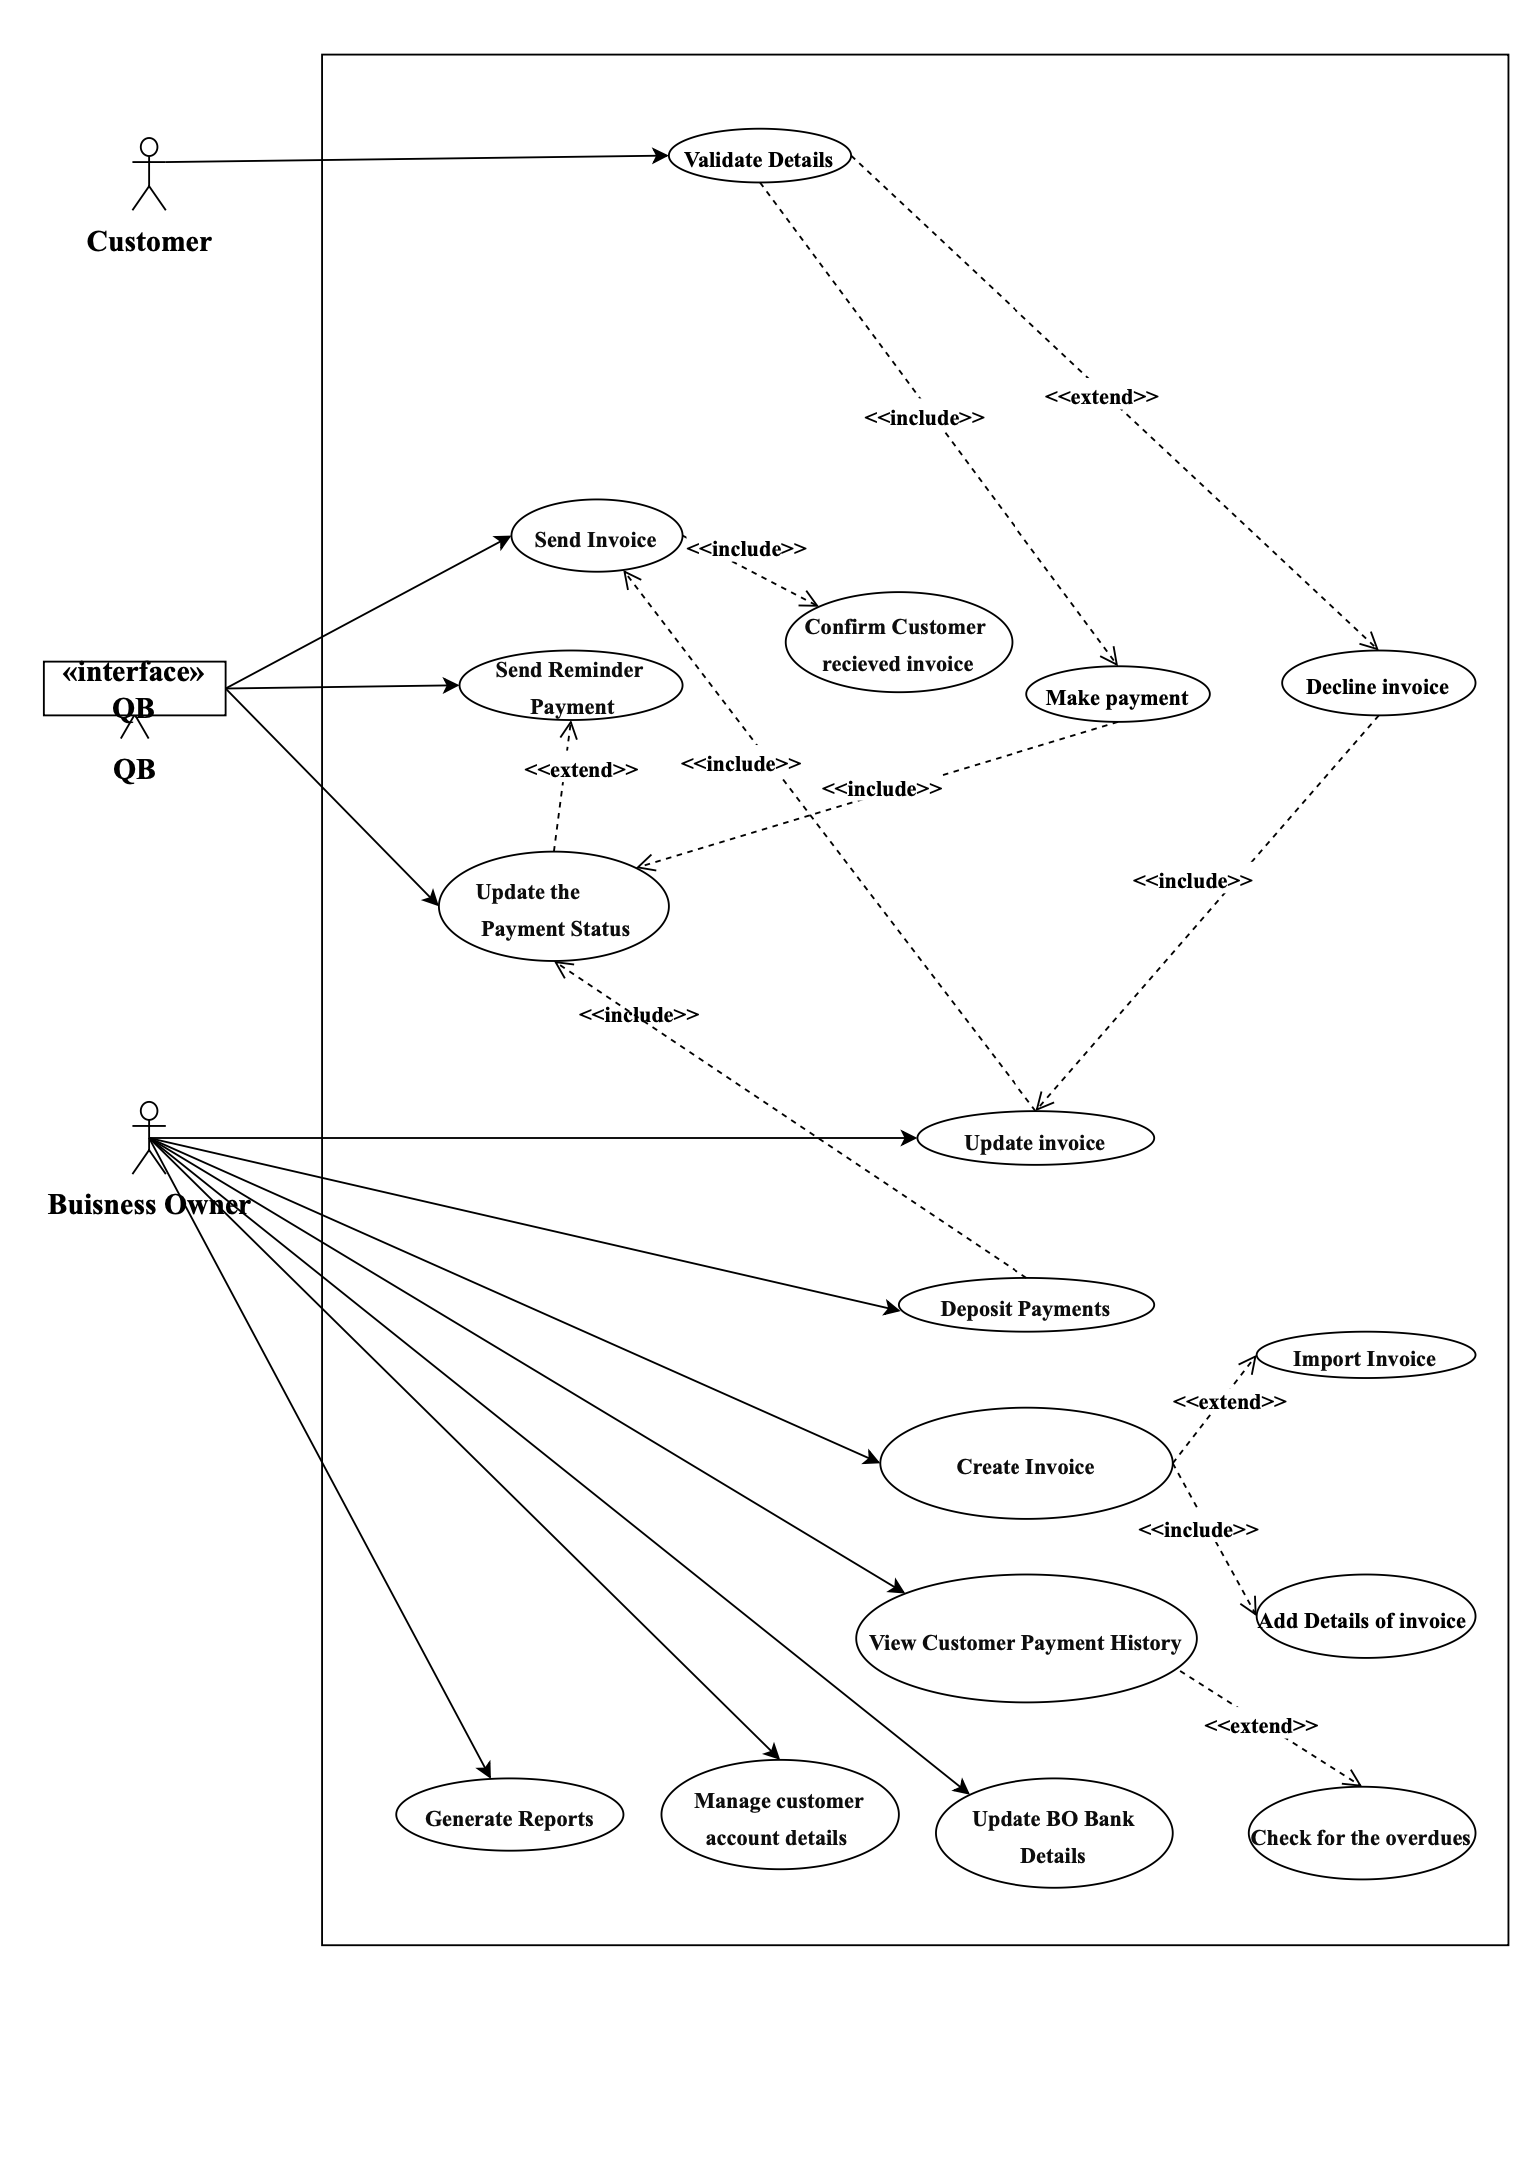 Validate Details
Customer
<<extend>>
<<include>>
Send Invoice
<<include>>
Confirm Customer
recieved invoice
«interface»
QB
QB
Send Reminder
Payment
Make payment
Decline invoice
<<include>>
<<extend>>
<<include>>
Update the
Payment Status
<<include>>
<<include>>
Update invoice
Buisness Owner
Deposit Payments
Import Invoice
<<extend>>
Create Invoice
<<include>>
Add Details of invoice
View Customer Payment History
<<extend>>
Generate Reports
Manage customer
account details
Update BO Bank
Details
Check for the overdues